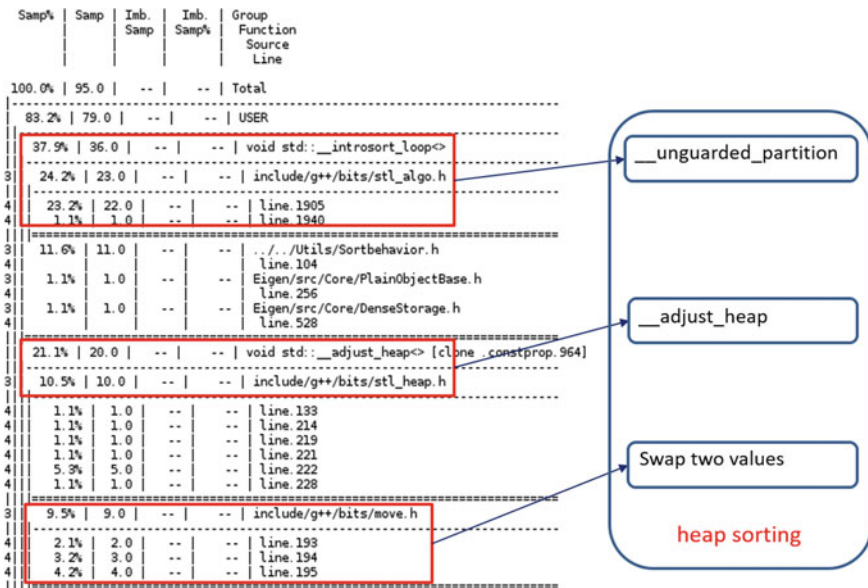 Samp% | Samp | Imb. | Imb. | Group
| | Samp | Samp% | Function
| | | | Source
| | | | Line
100.0% | 95.0 | -- | -- | Total
|-----------------------------------------------
| 83.2% | 79.0 | -- | -- | USER
||----------------------------------------------
|| 37.9% | 36.0 | -- | -- | void std::__introsort_loop<>
3| 24.2% | 23.0 | -- | -- | include/g++/bits/stl_algo.h
4||| 23.2% | 22.0 | -- | -- | line.1905
4||| 1.1% | 1.0 | -- | -- | line.1940
||||==============================================
3|| 11.6% | 11.0 | -- | -- | ../../Utils/Sortbehavior.h
4|| | | | | line.104
3|| 1.1% | 1.0 | -- | -- | Eigen/src/Core/PlainObjectBase.h
4|| | | | | line.256
3|| 1.1% | 1.0 | -- | -- | Eigen/src/Core/DenseStorage.h
4|| | | | | line.528
||==============================================
|| 21.1% | 20.0 | -- | -- | void std::__adjust_heap<> [clone .constprop.964]
3|| 10.5% | 10.0 | -- | -- | include/g++/bits/stl_heap.h
4||| 1.1% | 1.0 | -- | -- | line.133
4||| 1.1% | 1.0 | -- | -- | line.214
4||| 1.1% | 1.0 | -- | -- | line.219
4||| 1.1% | 1.0 | -- | -- | line.221
4||| 5.3% | 5.0 | -- | -- | line.222
4||| 1.1% | 1.0 | -- | -- | line.228
||||==============================================
3|| 9.5% | 9.0 | -- | -- | include/g++/bits/move.h
4||| 2.1% | 2.0 | -- | -- | line.193
4||| 3.2% | 3.0 | -- | -- | line.194
4||| 4.2% | 4.0 | -- | -- | line.195
__unguarded_partition
__adjust_heap
Swap two values
heap sorting